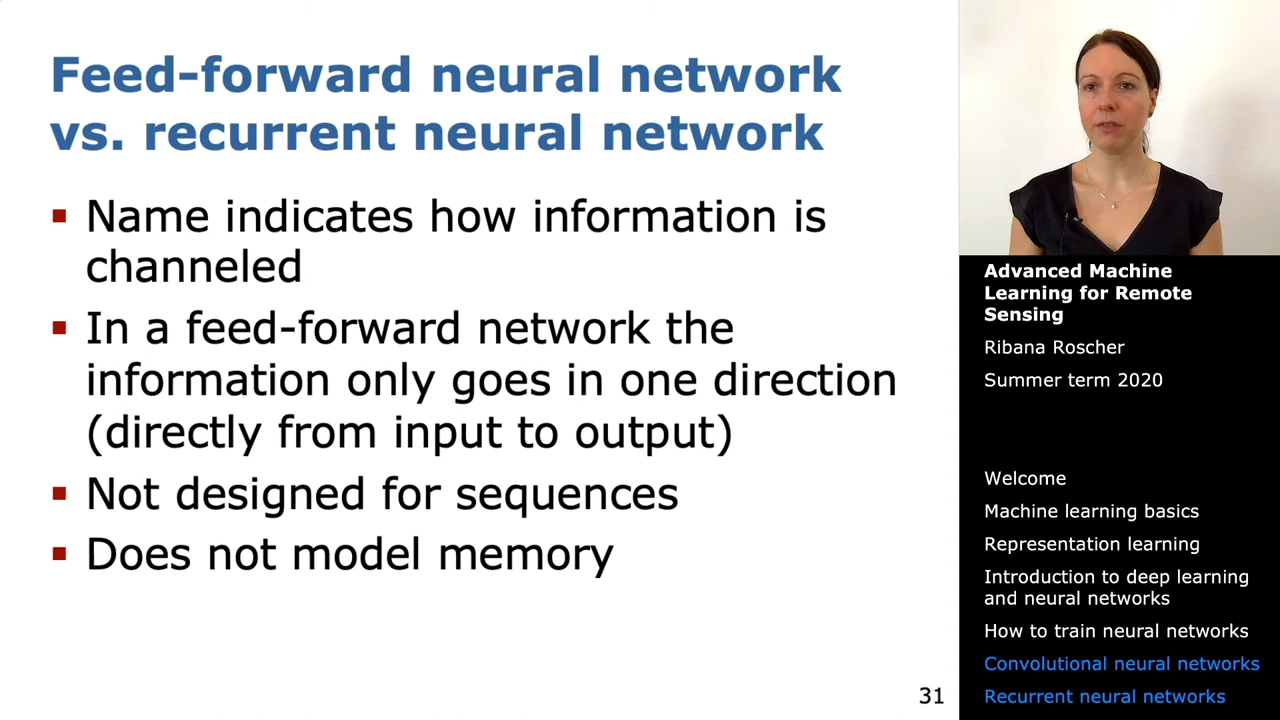 Feed-forward neural network
vs. recurrent neural network
▪ Name indicates how information is
channeled
▪ In a feed-forward network the
information only goes in one direction
(directly from input to output)
▪ Not designed for sequences
▪ Does not model memory
31
Advanced Machine
Learning for Remote
Sensing
Ribana Roscher
Summer term 2020
Welcome
Machine learning basics
Representation learning
Introduction to deep learning
and neural networks
How to train neural networks
Convolutional neural networks
Recurrent neural networks